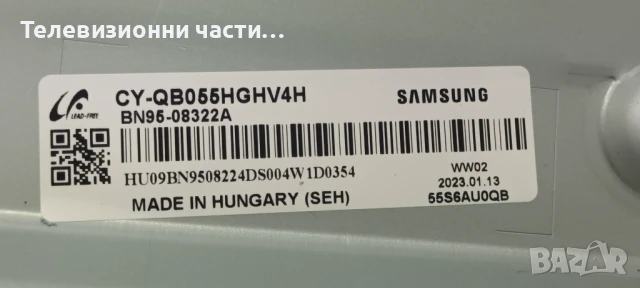 Телевизионни части...
CY-QB055HGHV4H
SAMSUNG
BN95-08322A
LEAD-FREE
HU09BN9508224DS004W1D0354
WW02
2023.01.13
MADE IN HUNGARY (SEH)
55S6AU0QB
BAZAR